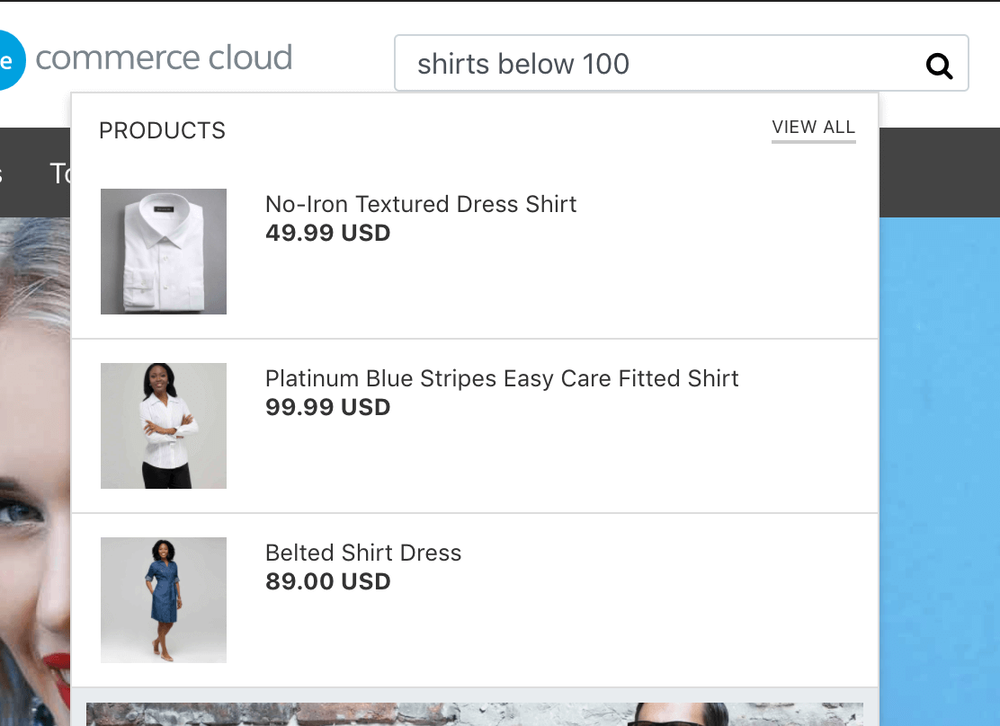 e commerce cloud
shirts below 100
PRODUCTS
VIEW ALL
s To
No-Iron Textured Dress Shirt
49.99 USD
Platinum Blue Stripes Easy Care Fitted Shirt
99.99 USD
Belted Shirt Dress
89.00 USD